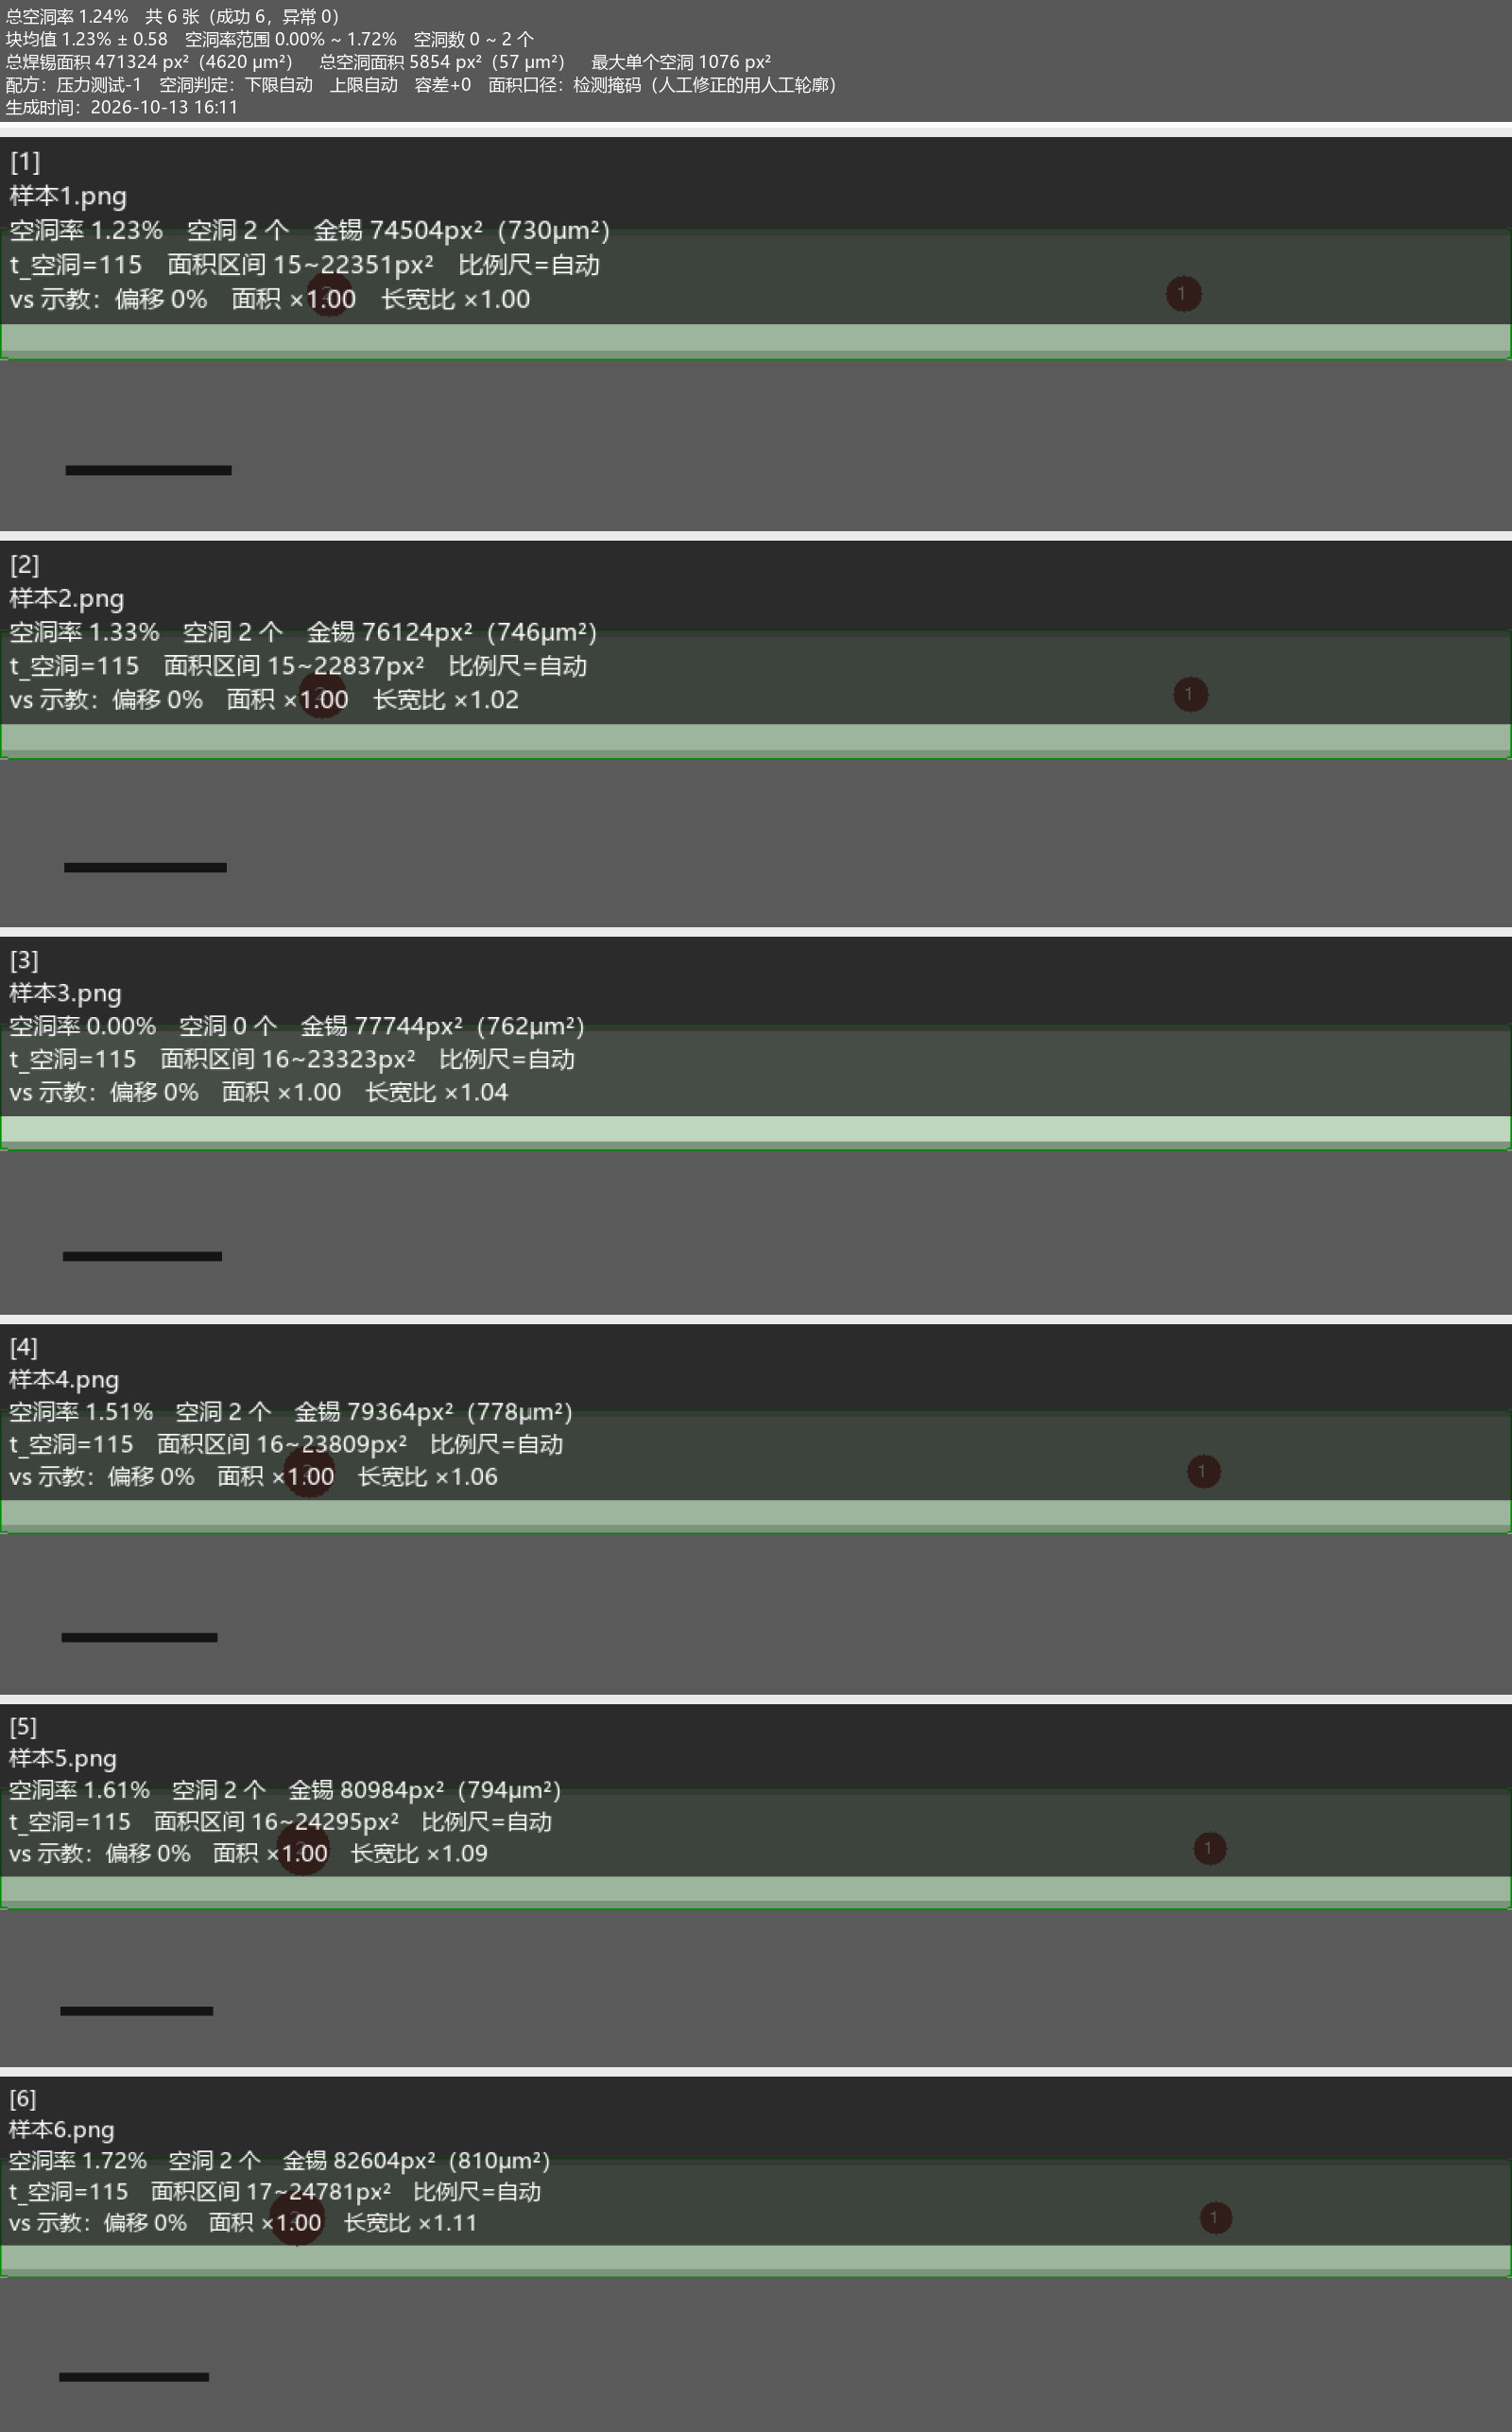 总空洞率 1.24%　共 6 张（成功 6，异常 0）
块均值 1.23% ± 0.58　空洞率范围 0.00% ~ 1.72%　空洞数 0 ~ 2 个
总焊锡面积 471324 px²（4620 µm²）　总空洞面积 5854 px²（57 µm²）　最大单个空洞 1076 px²
配方：压力测试-1　空洞判定：下限自动　上限自动　容差+0　面积口径：检测掩码（人工修正的用人工轮廓）
生成时间：2026-10-13 16:11
[1]
样本1.png
空洞率 1.23%　空洞 2 个　金锡 74504px²（730µm²）
t_空洞=115　面积区间 15~22351px²　比例尺=自动
vs 示教：偏移 0%　面积 ×1.00　长宽比 ×1.00
2
1
[2]
样本2.png
空洞率 1.33%　空洞 2 个　金锡 76124px²（746µm²）
t_空洞=115　面积区间 15~22837px²　比例尺=自动
vs 示教：偏移 0%　面积 ×1.00　长宽比 ×1.02
2
1
[3]
样本3.png
空洞率 0.00%　空洞 0 个　金锡 77744px²（762µm²）
t_空洞=115　面积区间 16~23323px²　比例尺=自动
vs 示教：偏移 0%　面积 ×1.00　长宽比 ×1.04
[4]
样本4.png
空洞率 1.51%　空洞 2 个　金锡 79364px²（778µm²）
t_空洞=115　面积区间 16~23809px²　比例尺=自动
vs 示教：偏移 0%　面积 ×1.00　长宽比 ×1.06
2
1
[5]
样本5.png
空洞率 1.61%　空洞 2 个　金锡 80984px²（794µm²）
t_空洞=115　面积区间 16~24295px²　比例尺=自动
vs 示教：偏移 0%　面积 ×1.00　长宽比 ×1.09
2
1
[6]
样本6.png
空洞率 1.72%　空洞 2 个　金锡 82604px²（810µm²）
t_空洞=115　面积区间 17~24781px²　比例尺=自动
vs 示教：偏移 0%　面积 ×1.00　长宽比 ×1.11
2
1